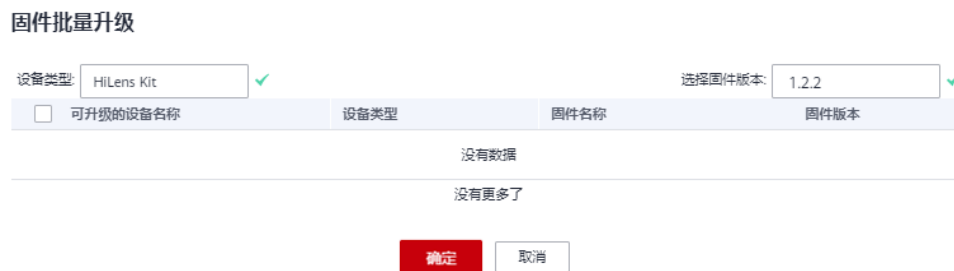 固件批量升级
设备类型: HiLens Kit 选择固件版本: 1.2.2
可升级的设备名称 设备类型 固件名称 固件版本
没有数据
没有更多了
确定 取消